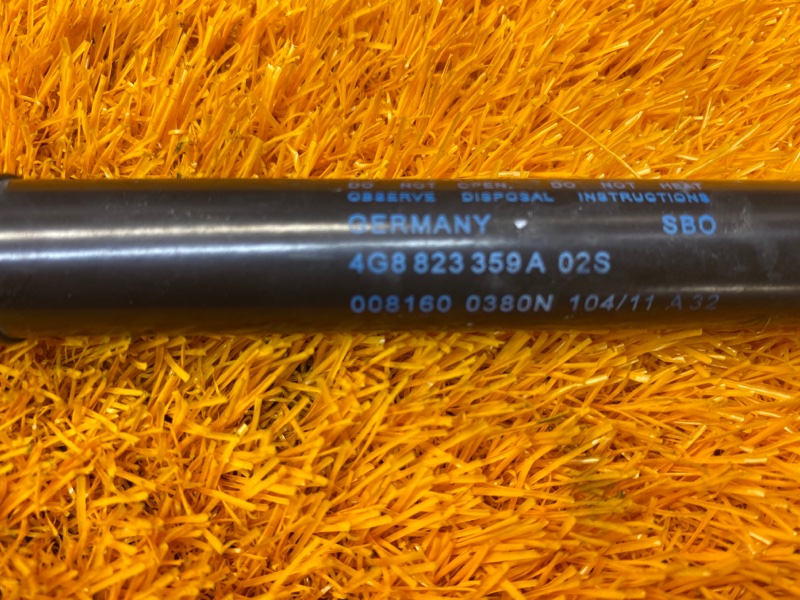 DO NOT OPEN. DO NOT HEAT
OBSERVE DISPOSAL INSTRUCTIONS
GERMANY SBO
4G8 823 359 A 02S
008160 0380N 104/11 A32